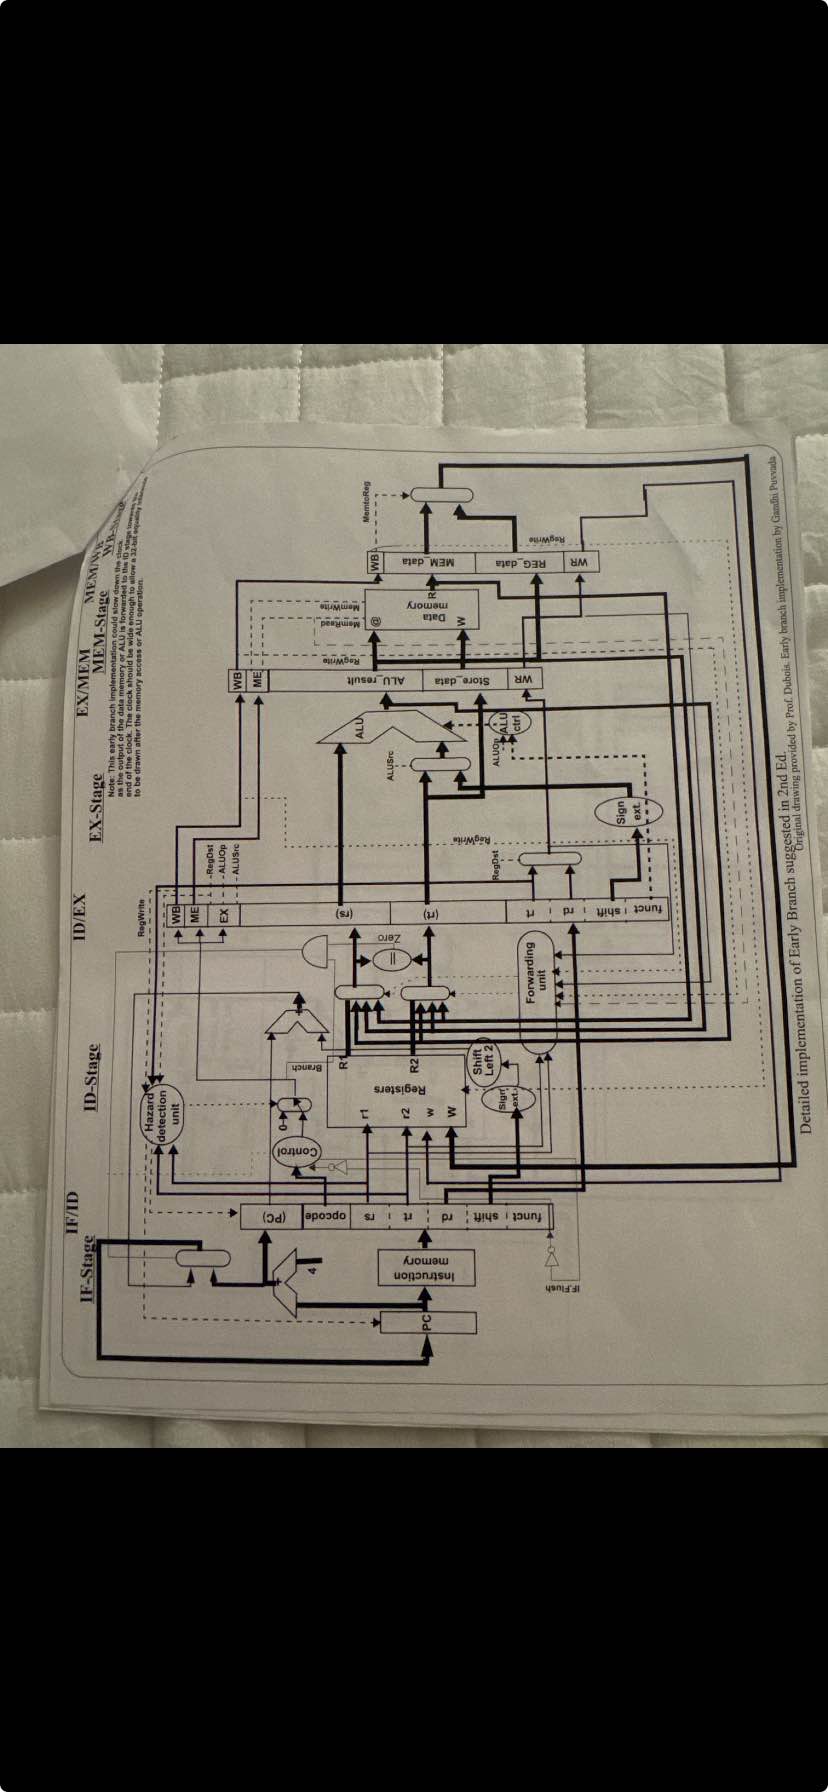 IF/ID
IF-Stage
ID-Stage
ID/EX
EX-Stage
EX/MEM
MEM-Stage
MEM/WB
WB-Stage
Note: This early branch implementation could slow down the clock
as the output of the data memory or ALU is forwarded to the ID stage towards the
end of the clock. The clock should be wide enough to allow a 32-bit equality
to be drawn after the memory access or ALU operation.
RegWrite
Hazard
detection
unit
WB
ME
EX
RegDst
ALUOp
ALUSrc
WB
ME
(PC)
opcode
rs
rt
rd
shift
funct
4
+
0
Control
Branch
+
R1
R2
r1
r2
w
W
Registers
=
Zero
(rs)
(rt)
ALU
ALUSrc
ALU_result
Store_data
WR
RegWrite
MemRead
MemWrite
@
Data
memory
R
W
WB
MEM_data
REG_data
WR
MemtoReg
RegWrite
PC
Instruction
memory
Shift
Left 2
Sign
ext.
Forwarding
unit
IF.Flush
rt
rd
shift
funct
RegDst
RegWrite
ALUOp
ALU
ctrl
Sign
ext.
Detailed implementation of Early Branch suggested in 2nd Ed.
Original drawing provided by Prof. Dubois. Early branch implementation by Gandhi Puvvada